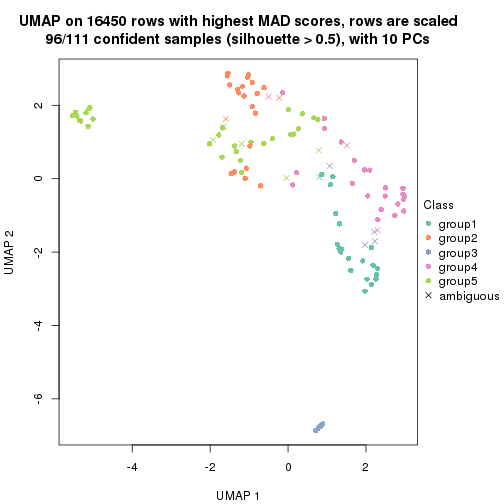 UMAP on 16450 rows with highest MAD scores, rows are scaled
96/111 confident samples (silhouette > 0.5), with 10 PCs
2
0
-2
-4
-6
UMAP 2
-4
-2
0
2
UMAP 1
Class
group1
group2
group3
group4
group5
ambiguous